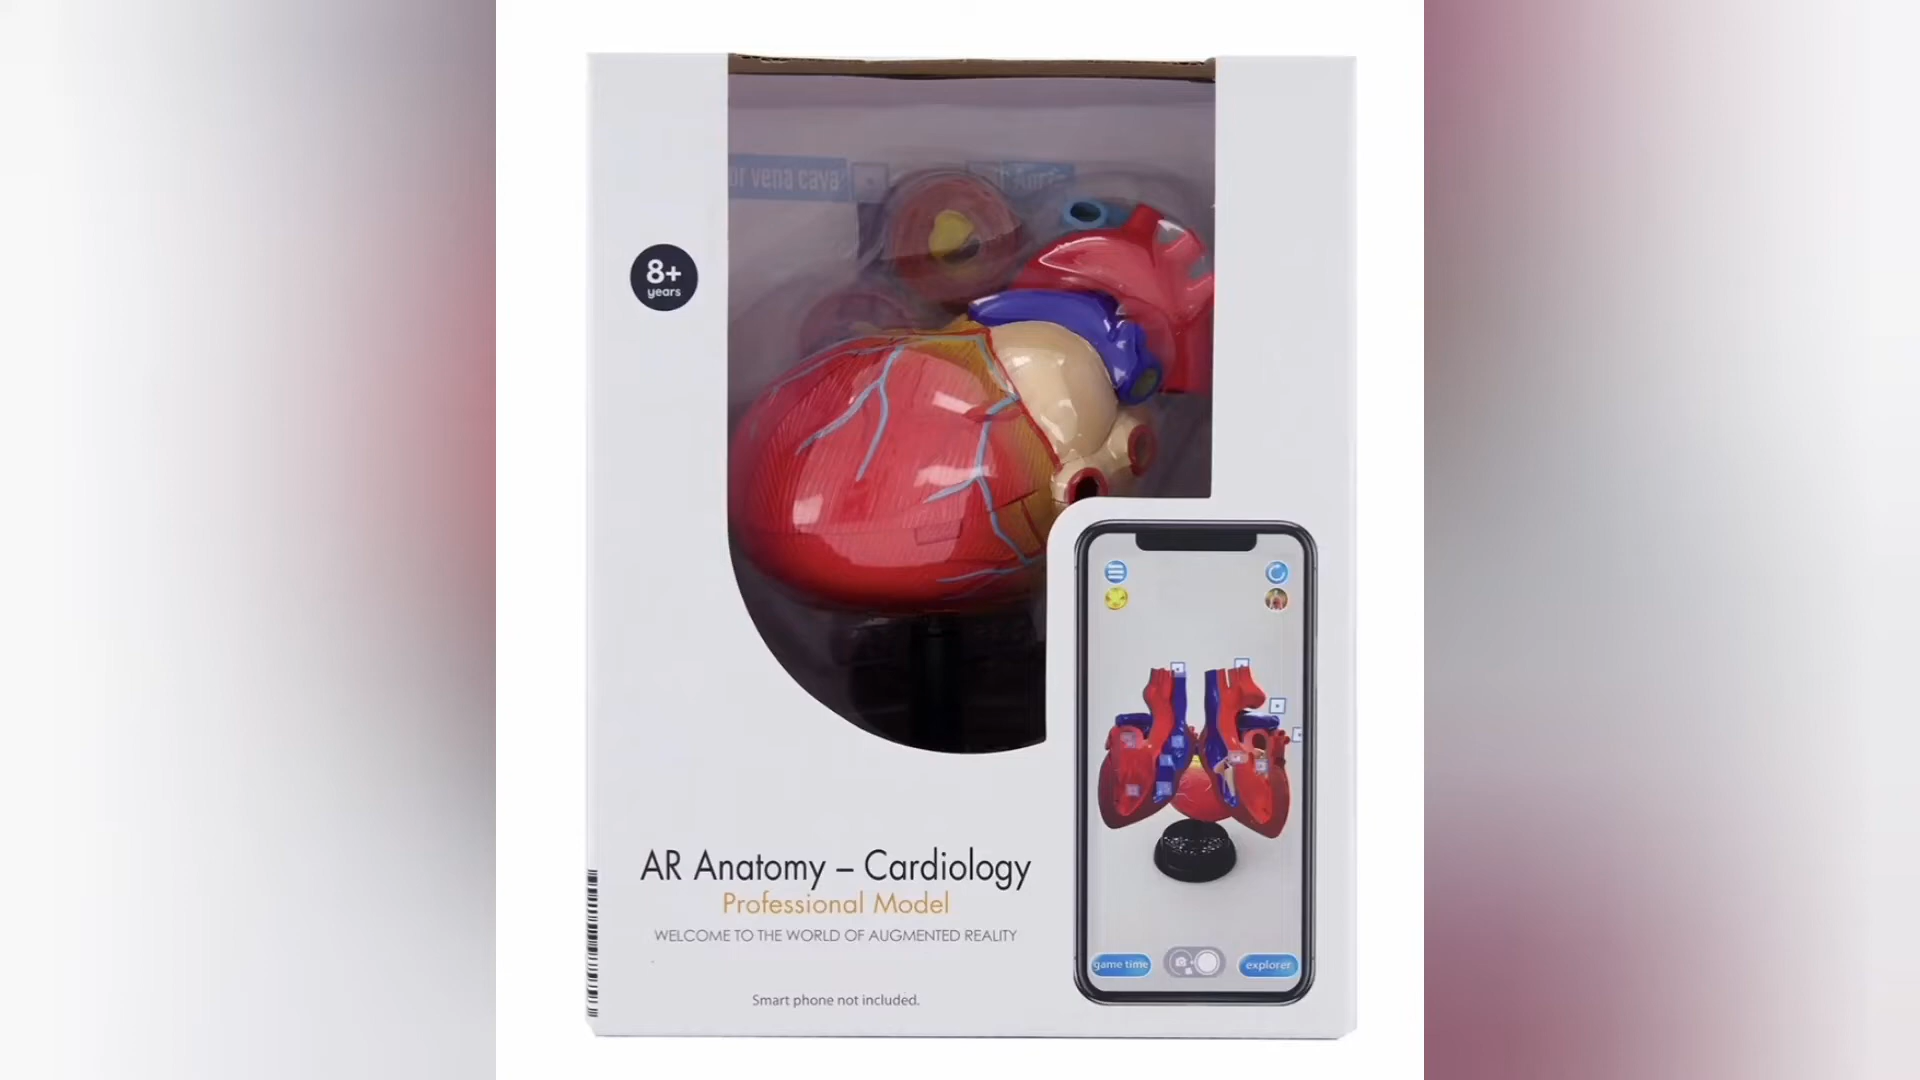 or vena cava
8+
years
AR Anatomy – Cardiology
Professional Model
WELCOME TO THE WORLD OF AUGMENTED REALITY
Smart phone not included.
game time
explorer